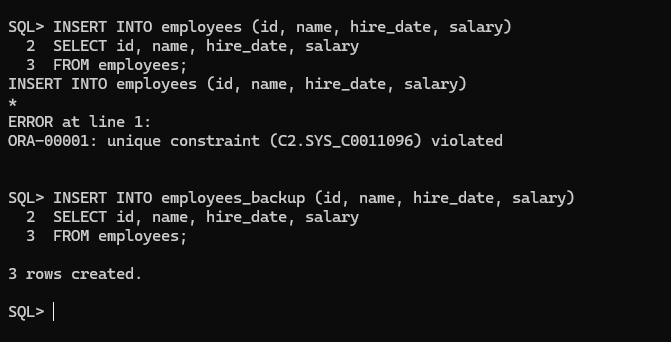 SQL> INSERT INTO employees (id, name, hire_date, salary)
  2  SELECT id, name, hire_date, salary
  3  FROM employees;
INSERT INTO employees (id, name, hire_date, salary)
*
ERROR at line 1:
ORA-00001: unique constraint (C2.SYS_C0011096) violated
SQL> INSERT INTO employees_backup (id, name, hire_date, salary)
  2  SELECT id, name, hire_date, salary
  3  FROM employees;
3 rows created.
SQL>